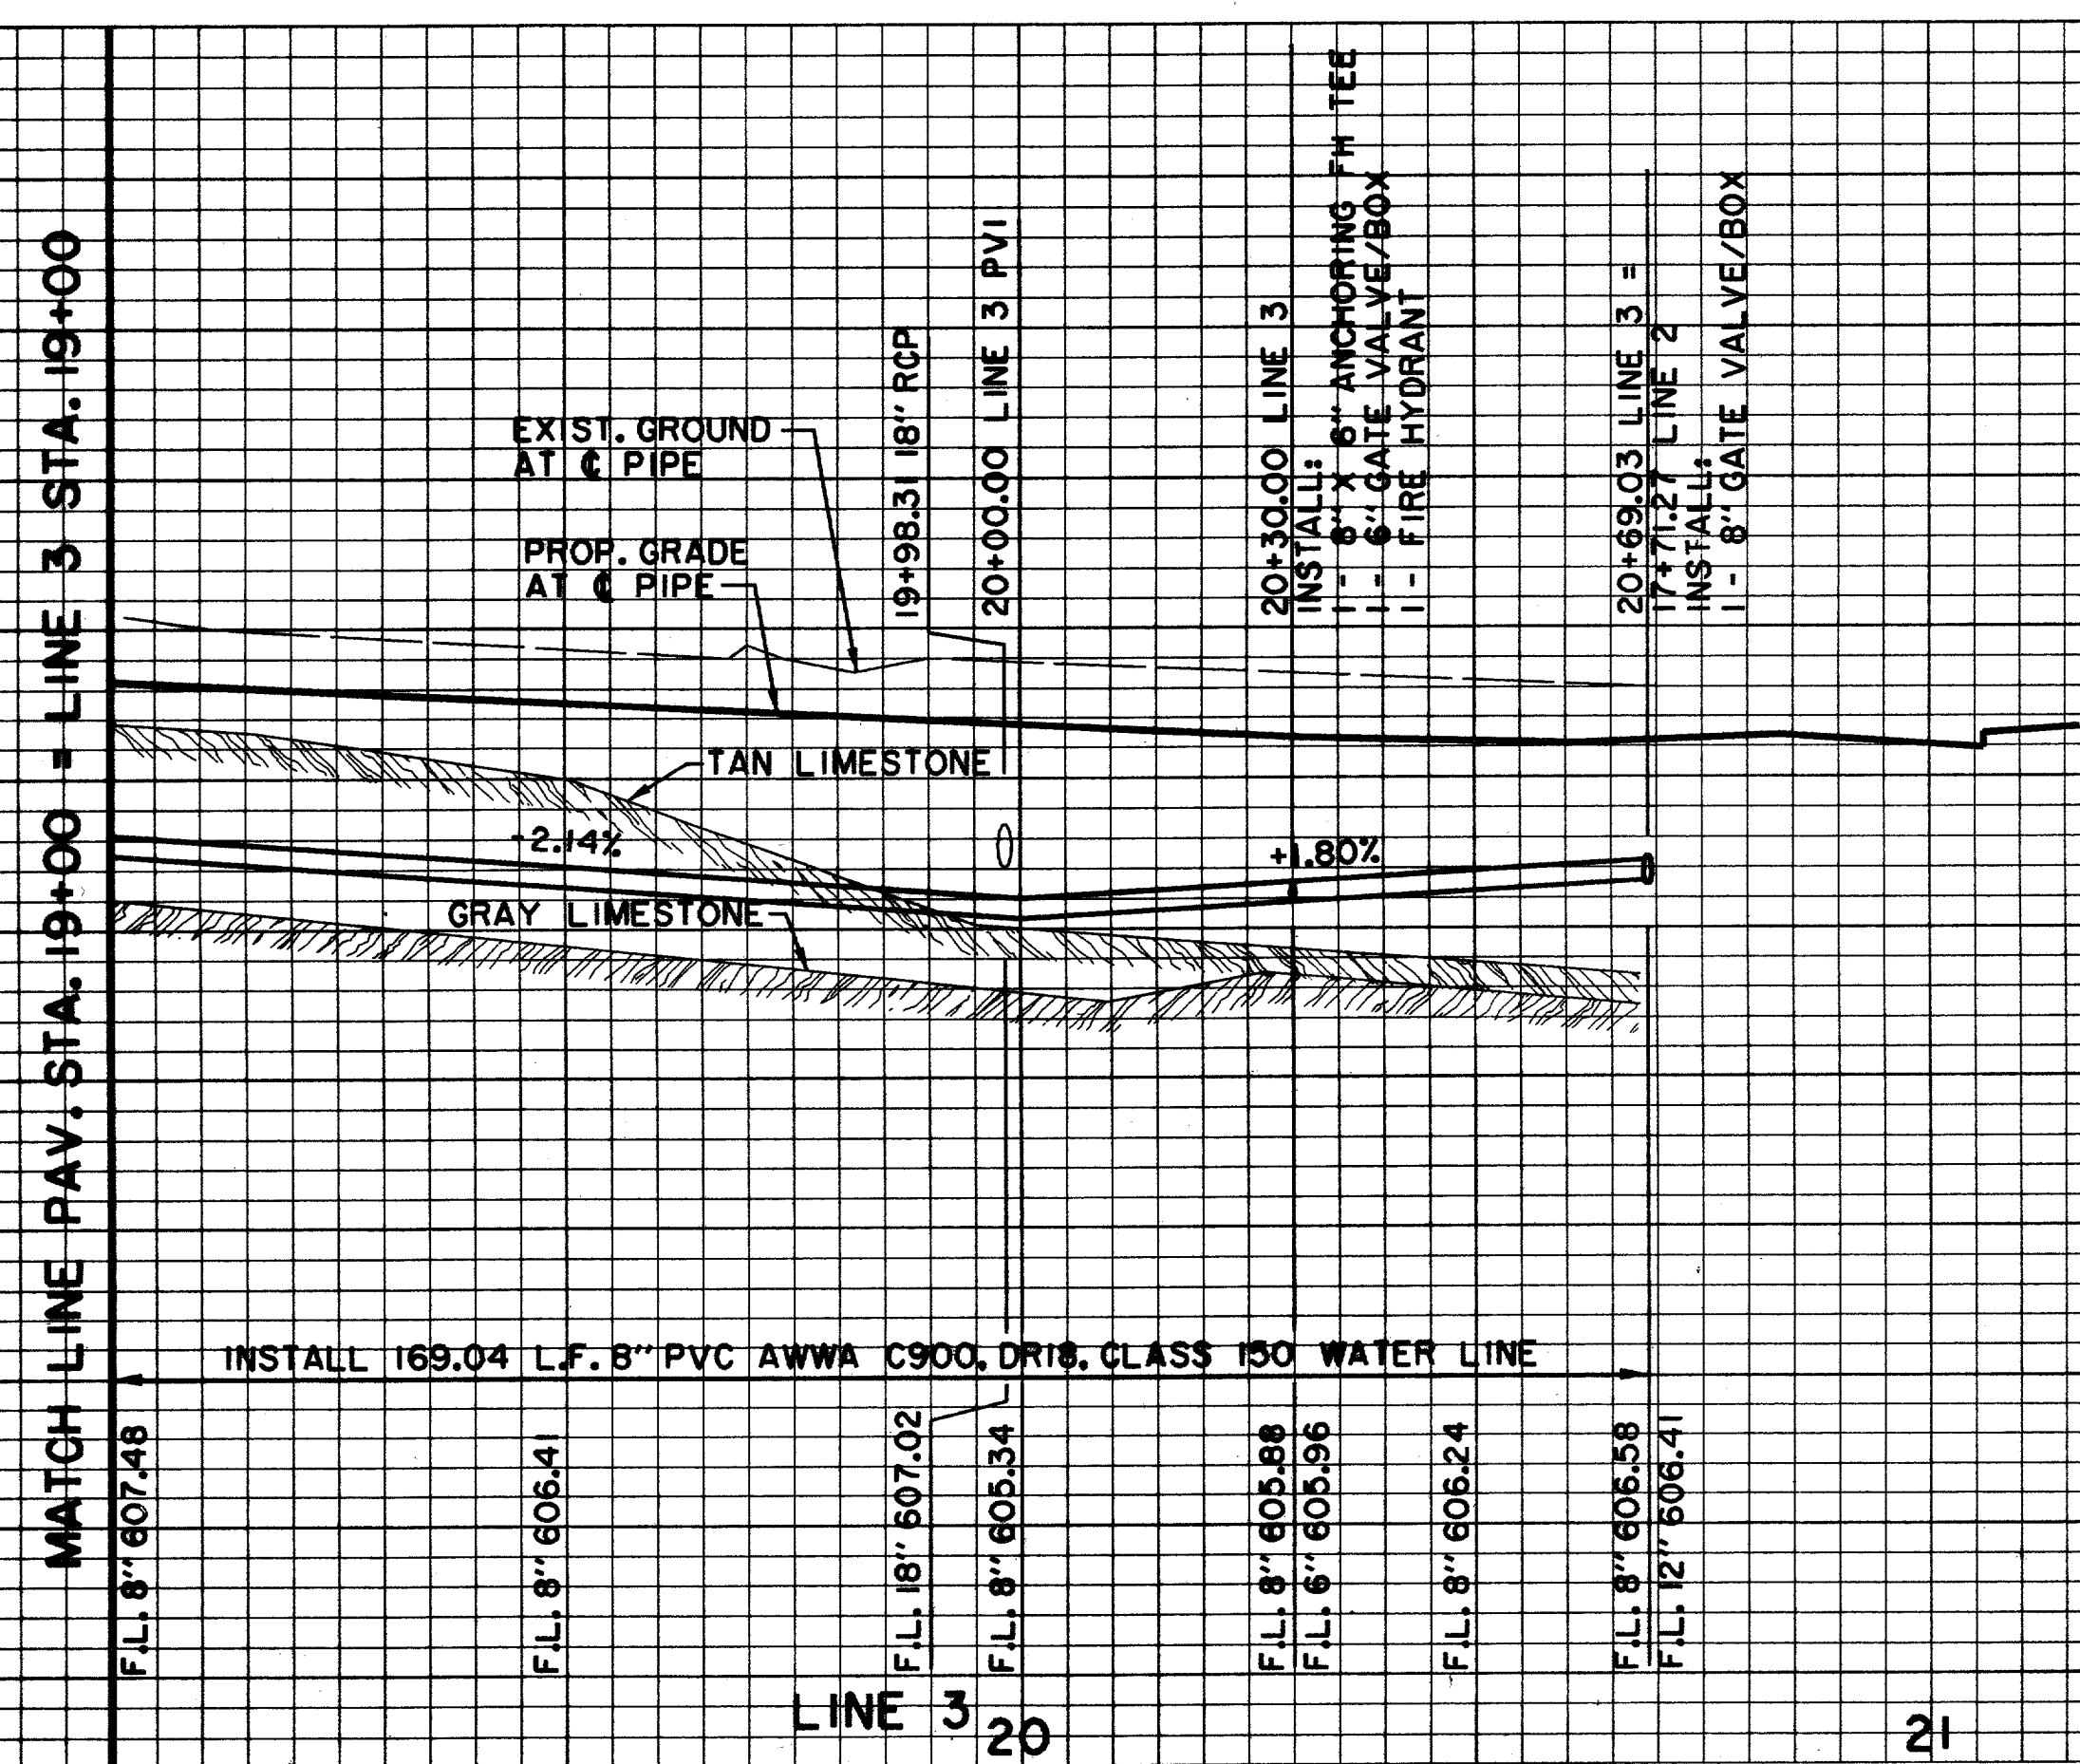 MATCH LINE PAV. STA. 19+00 = LINE 3 STA. 19+00
EXIST. GROUND
AT ℄ PIPE
PROP. GRADE
AT ℄ PIPE
19+98.31 18" RCP
20+00.00 LINE 3 PVI
20+30.00 LINE 3
INSTALL:
1- 8" X 6" ANCHORING FH TEE
1- 6" GATE VALVE/BOX
1- FIRE HYDRANT
20+69.03 LINE 3 =
17+71.27 LINE 2
INSTALL:
1- 8" GATE VALVE/BOX
TAN LIMESTONE
-2.14%
+1.80%
GRAY LIMESTONE
INSTALL 169.04 L.F. 8" PVC AWWA C900, DR18, CLASS 150 WATER LINE
F.L. 8" 607.48
F.L. 8" 606.41
F.L. 18" 607.02
F.L. 8" 605.34
F.L. 8" 605.88
F.L. 6" 605.96
F.L. 8" 606.24
F.L. 8" 606.58
F.L. 12" 606.41
LINE 3
20
21